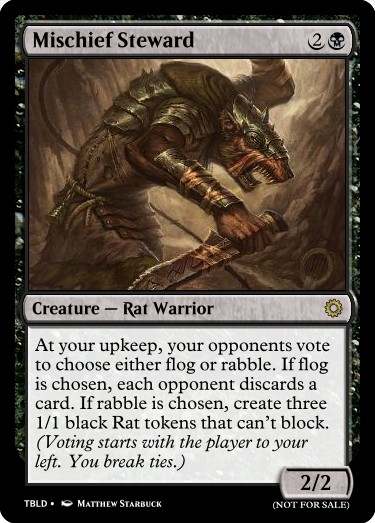 Mischief Steward 2
Creature — Rat Warrior
At your upkeep, your opponents vote
to choose either flog or rabble. If flog
is chosen, each opponent discards a
card. If rabble is chosen, create three
1/1 black Rat tokens that can't block.
(Voting starts with the player to your
left. You break ties.)
2/2
TBLD • Matthew Starbuck
(NOT FOR SALE)